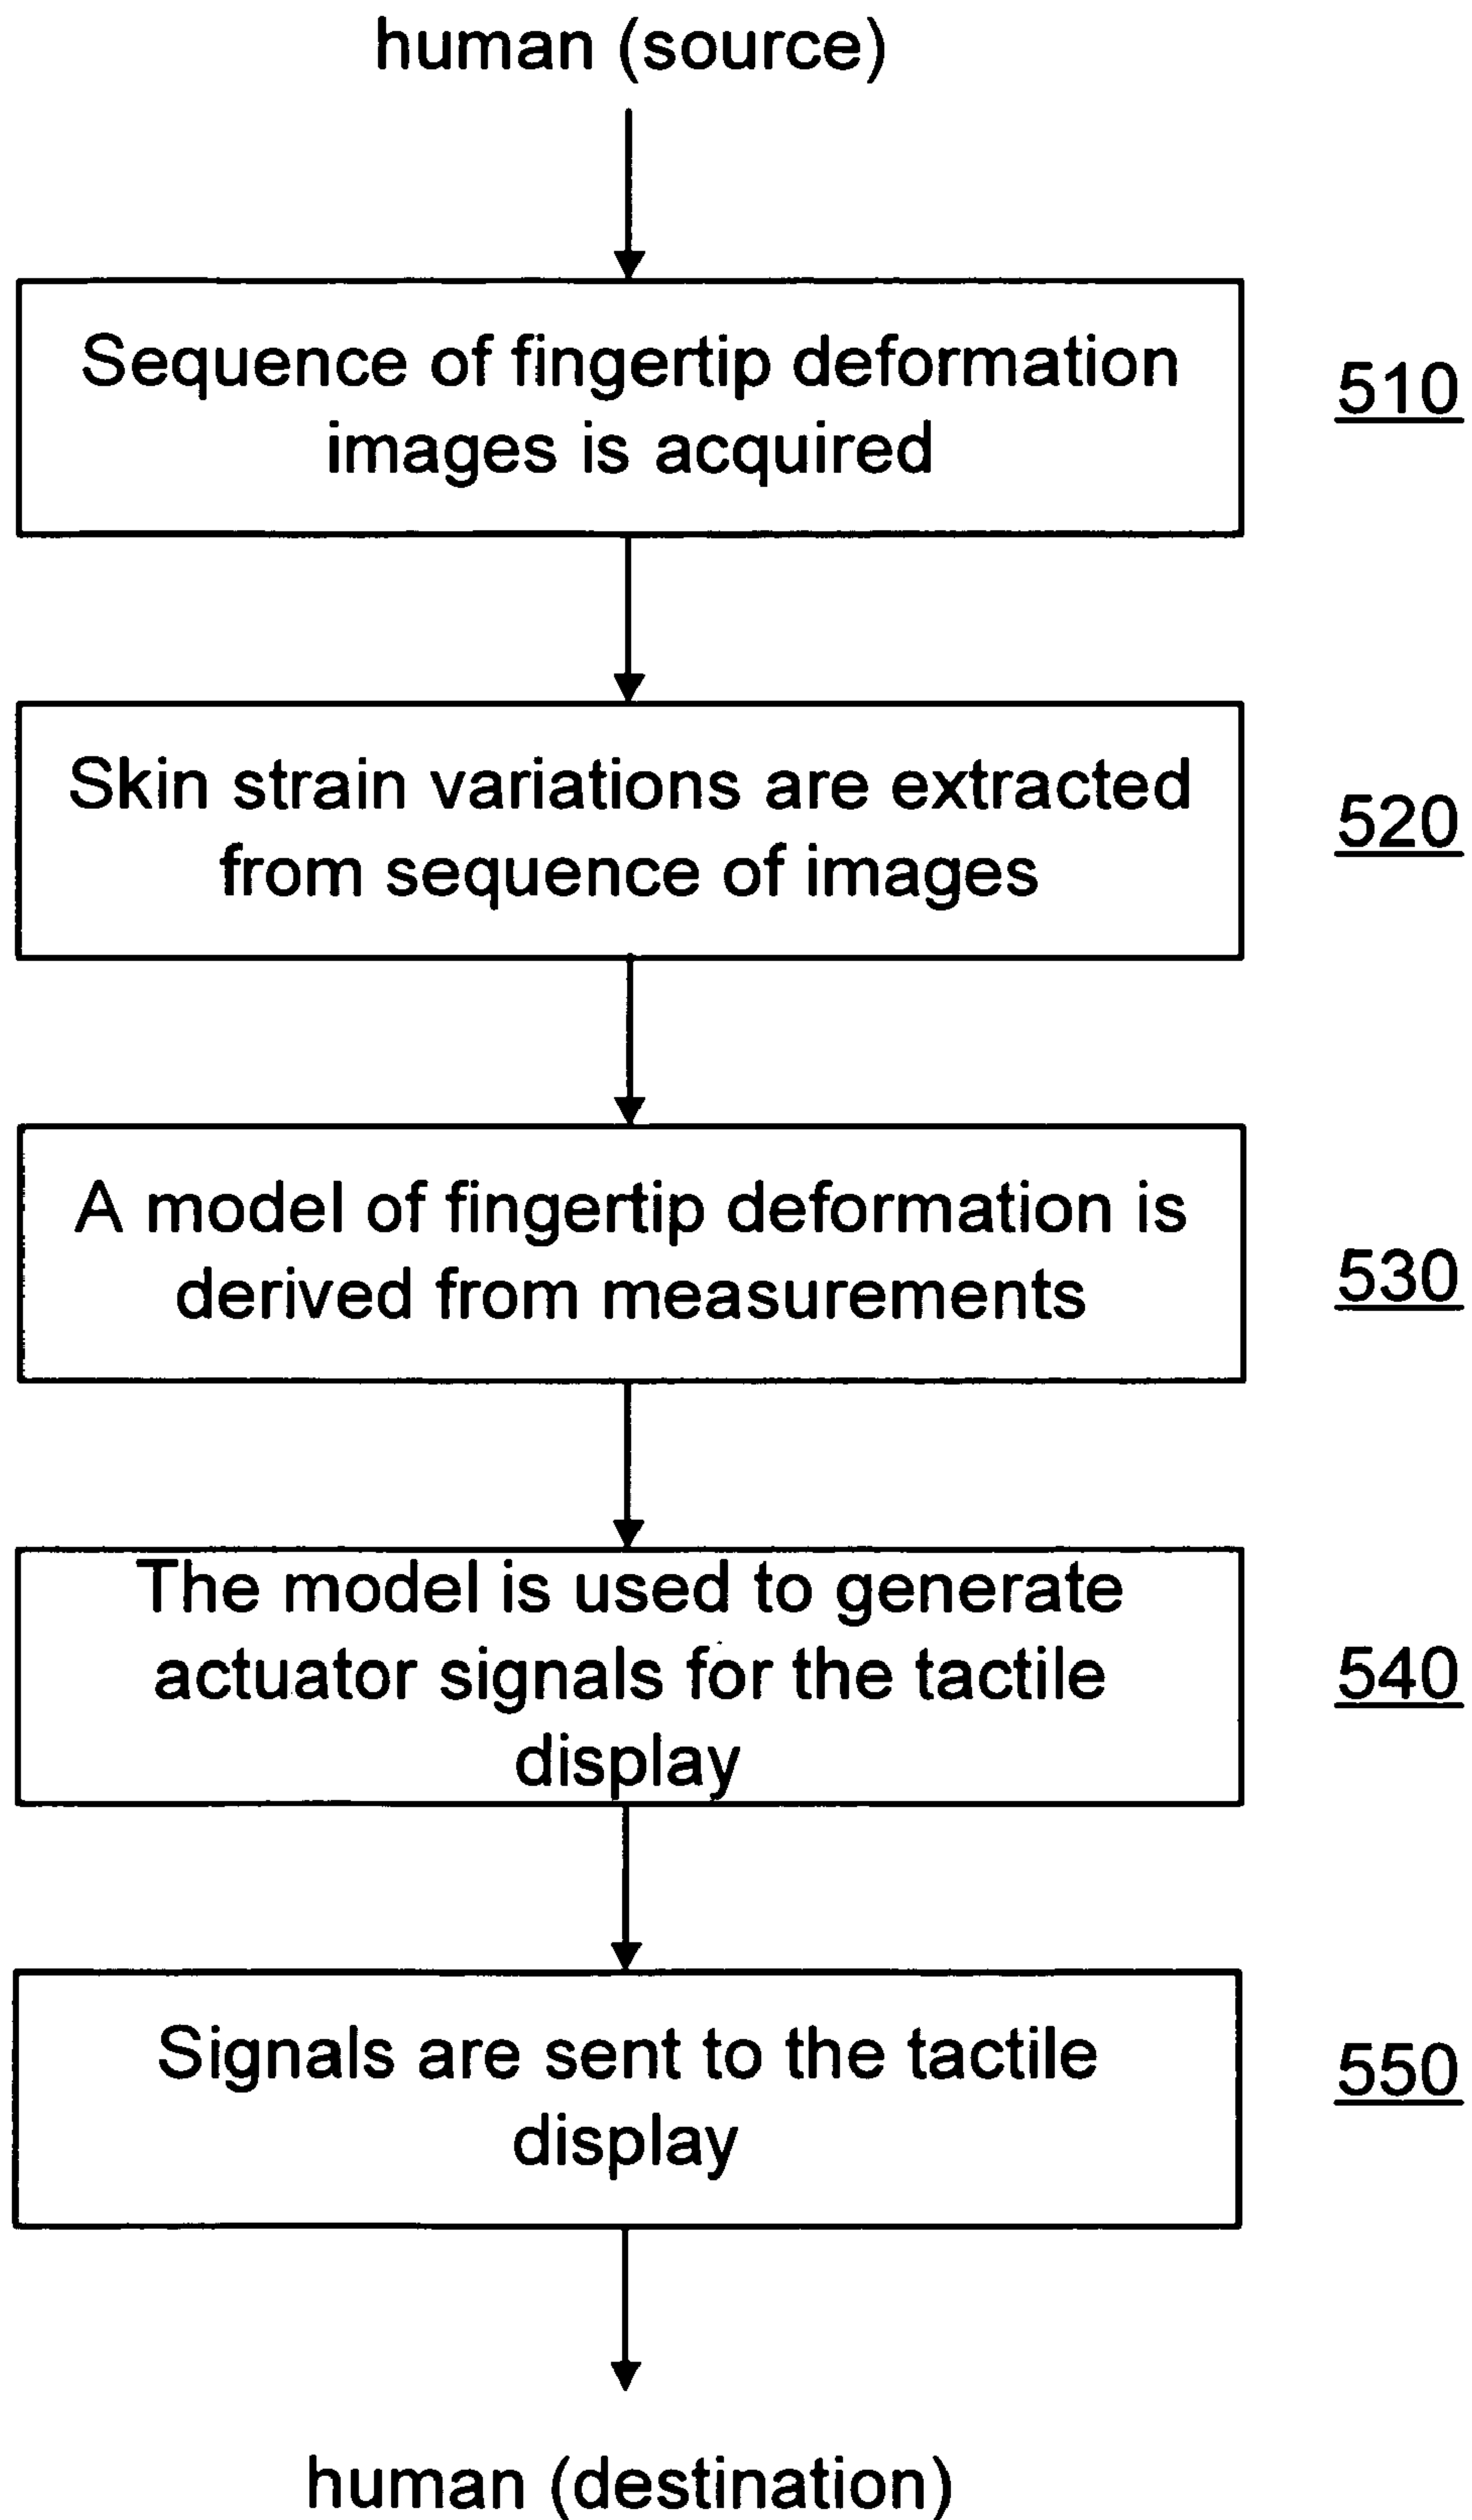 human (source)
Sequence of fingertip deformation
images is acquired
510
Skin strain variations are extracted
from sequence of images
520
A model of fingertip deformation is
derived from measurements
530
The model is used to generate
actuator signals for the tactile
display
540
Signals are sent to the tactile
display
550
human (destination)